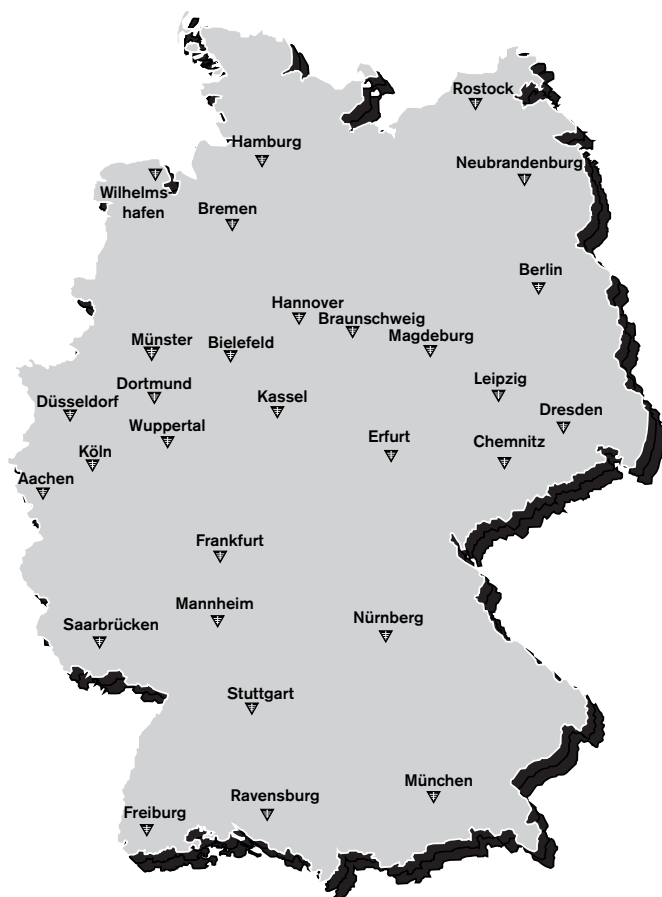 Rostock
Hamburg
Neubrandenburg
Wilhelms-
hafen
Bremen
Berlin
Hannover
Braunschweig
Magdeburg
Münster
Bielefeld
Leipzig
Dortmund
Kassel
Düsseldorf
Dresden
Wuppertal
Erfurt
Chemnitz
Köln
Aachen
Frankfurt
Mannheim
Nürnberg
Saarbrücken
Stuttgart
München
Ravensburg
Freiburg